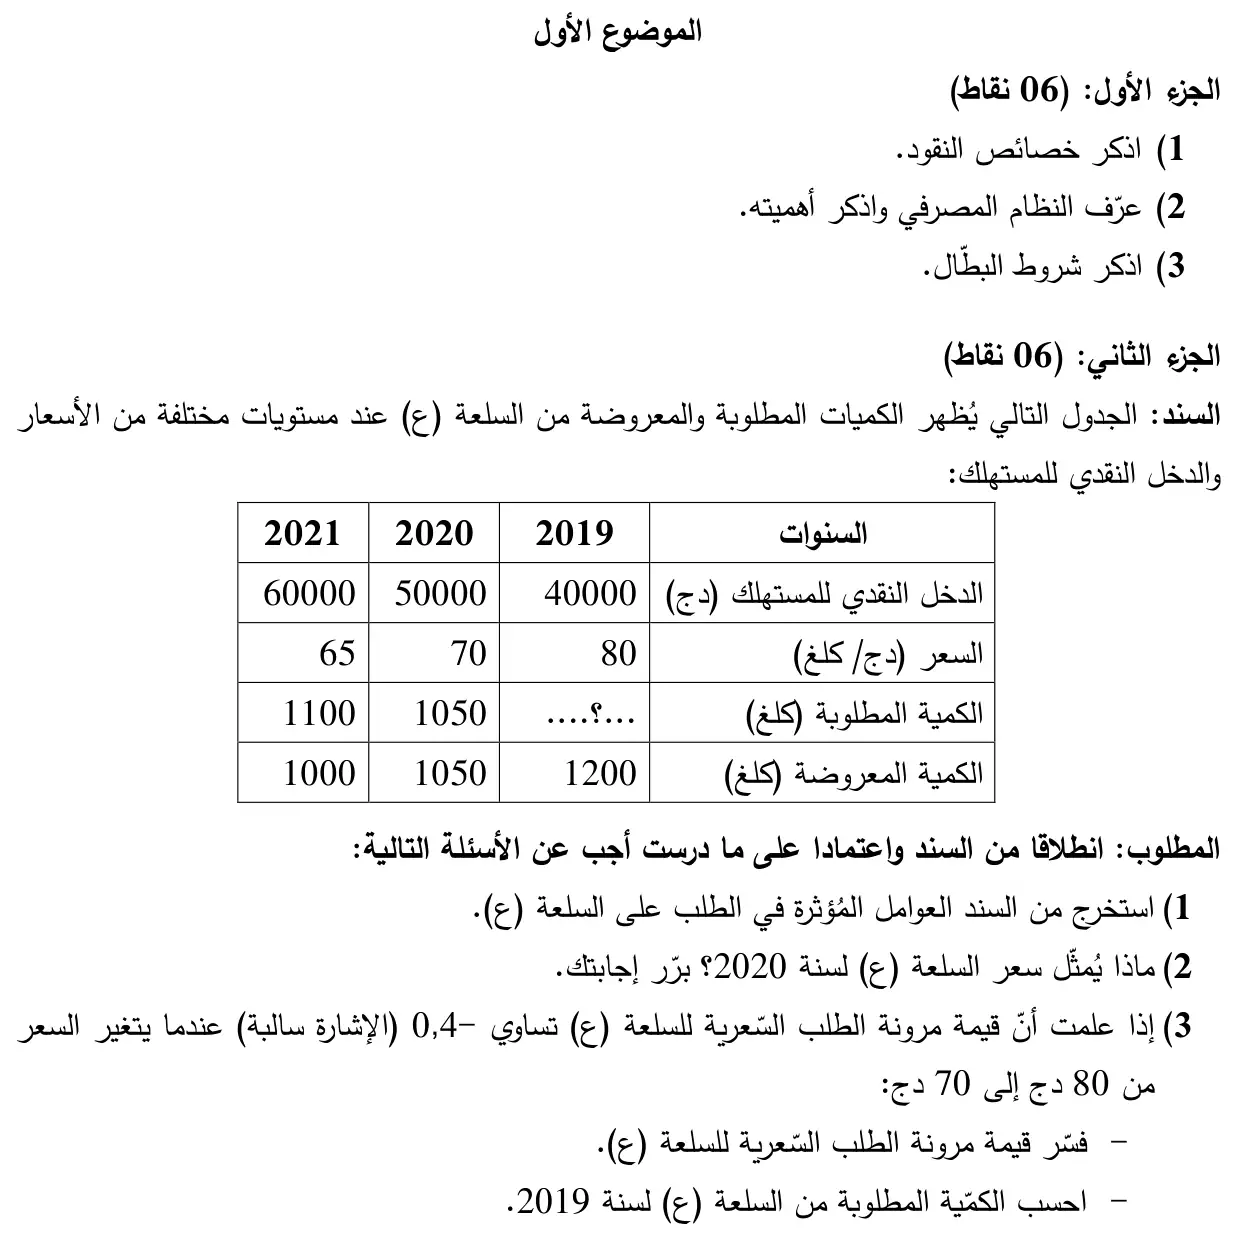 الموضوع الأول
الجزء الأول: (06 نقاط)
1) اذكر خصائص النقود.
2) عرّف النظام المصرفي واذكر أهميته.
3) اذكر شروط البطّال.
الجزء الثاني: (06 نقاط)
السند: الجدول التالي يُظهر الكميات المطلوبة والمعروضة من السلعة (ع) عند مستويات مختلفة من الأسعار
والدخل النقدي للمستهلك:
السنوات 2019 2020 2021
الدخل النقدي للمستهلك (دج) 40000 50000 60000
السعر (دج/ كلغ) 80 70 65
الكمية المطلوبة (كلغ) ...؟.... 1050 1100
الكمية المعروضة (كلغ) 1200 1050 1000
المطلوب: انطلاقا من السند واعتمادا على ما درست أجب عن الأسئلة التالية:
1) استخرج من السند العوامل المُؤثرة في الطلب على السلعة (ع).
2) ماذا يُمثّل سعر السلعة (ع) لسنة 2020؟ برّر إجابتك.
3) إذا علمت أنّ قيمة مرونة الطلب السّعرية للسلعة (ع) تساوي −0,4 (الإشارة سالبة) عندما يتغير السعر
من 80 دج إلى 70 دج:
− فسّر قيمة مرونة الطلب السّعرية للسلعة (ع).
− احسب الكمّية المطلوبة من السلعة (ع) لسنة 2019.